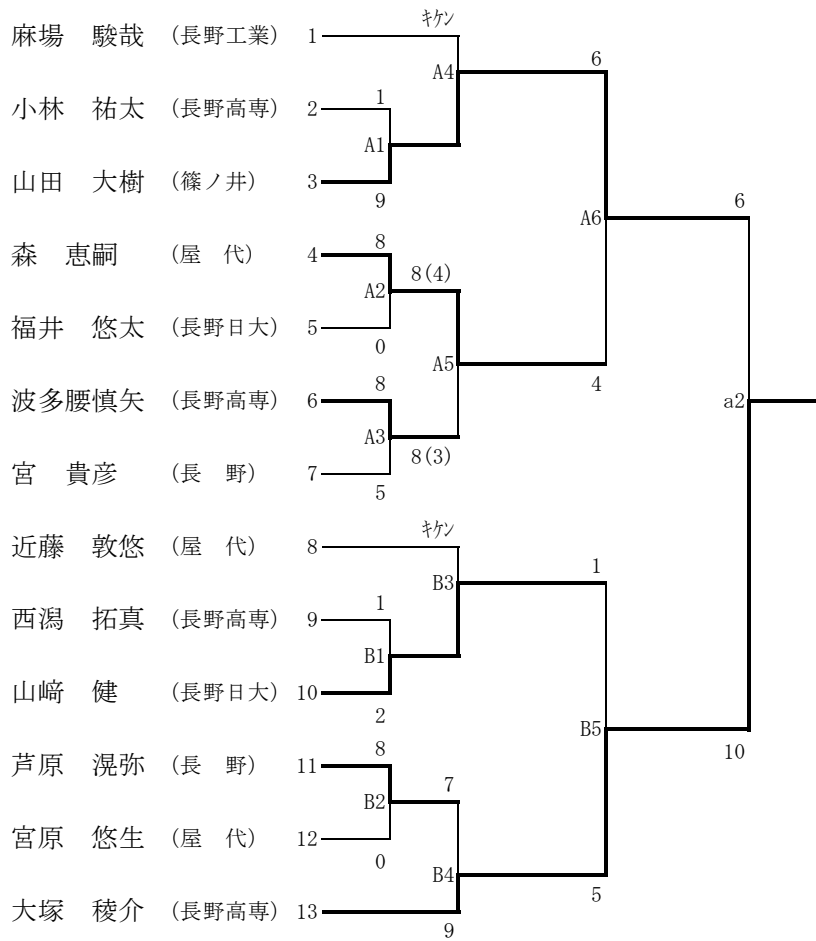 キケン
麻場　駿哉　(長野工業)　1
A4
6
小林　祐太　(長野高専)　2
1
A1
山田　大樹　(篠ノ井)　3
9
A6
6
森　恵嗣　(屋　代)　4
8
A2
8(4)
福井　悠太　(長野日大)　5
0
A5
4
波多腰慎矢　(長野高専)　6
8
a2
A3
8(3)
宮　貴彦　(長　野)　7
5
キケン
近藤　敦悠　(屋　代)　8
B3
1
西潟　拓真　(長野高専)　9
1
B1
山﨑　健　(長野日大)　10
2
B5
10
芦原　滉弥　(長　野)　11
8
B2
7
宮原　悠生　(屋　代)　12
0
B4
5
大塚　稜介　(長野高専)　13
9